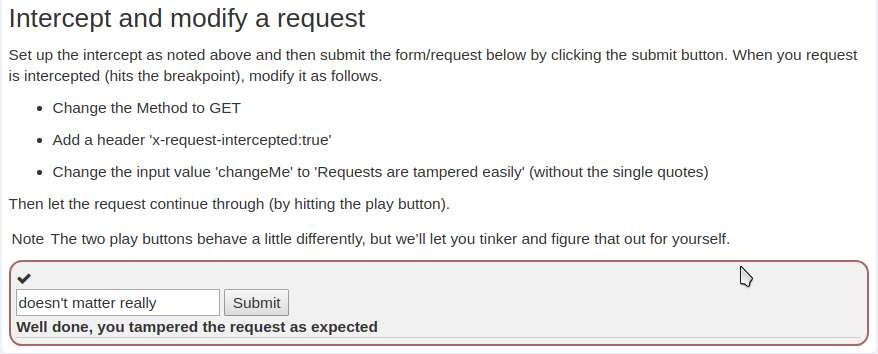 Intercept and modify a request
Set up the intercept as noted above and then submit the form/request below by clicking the submit button. When you request
is intercepted (hits the breakpoint), modify it as follows.
• Change the Method to GET
• Add a header 'x-request-intercepted:true'
• Change the input value 'changeMe' to 'Requests are tampered easily' (without the single quotes)
Then let the request continue through (by hitting the play button).
Note The two play buttons behave a little differently, but we'll let you tinker and figure that out for yourself.
doesn't matter really Submit
Well done, you tampered the request as expected